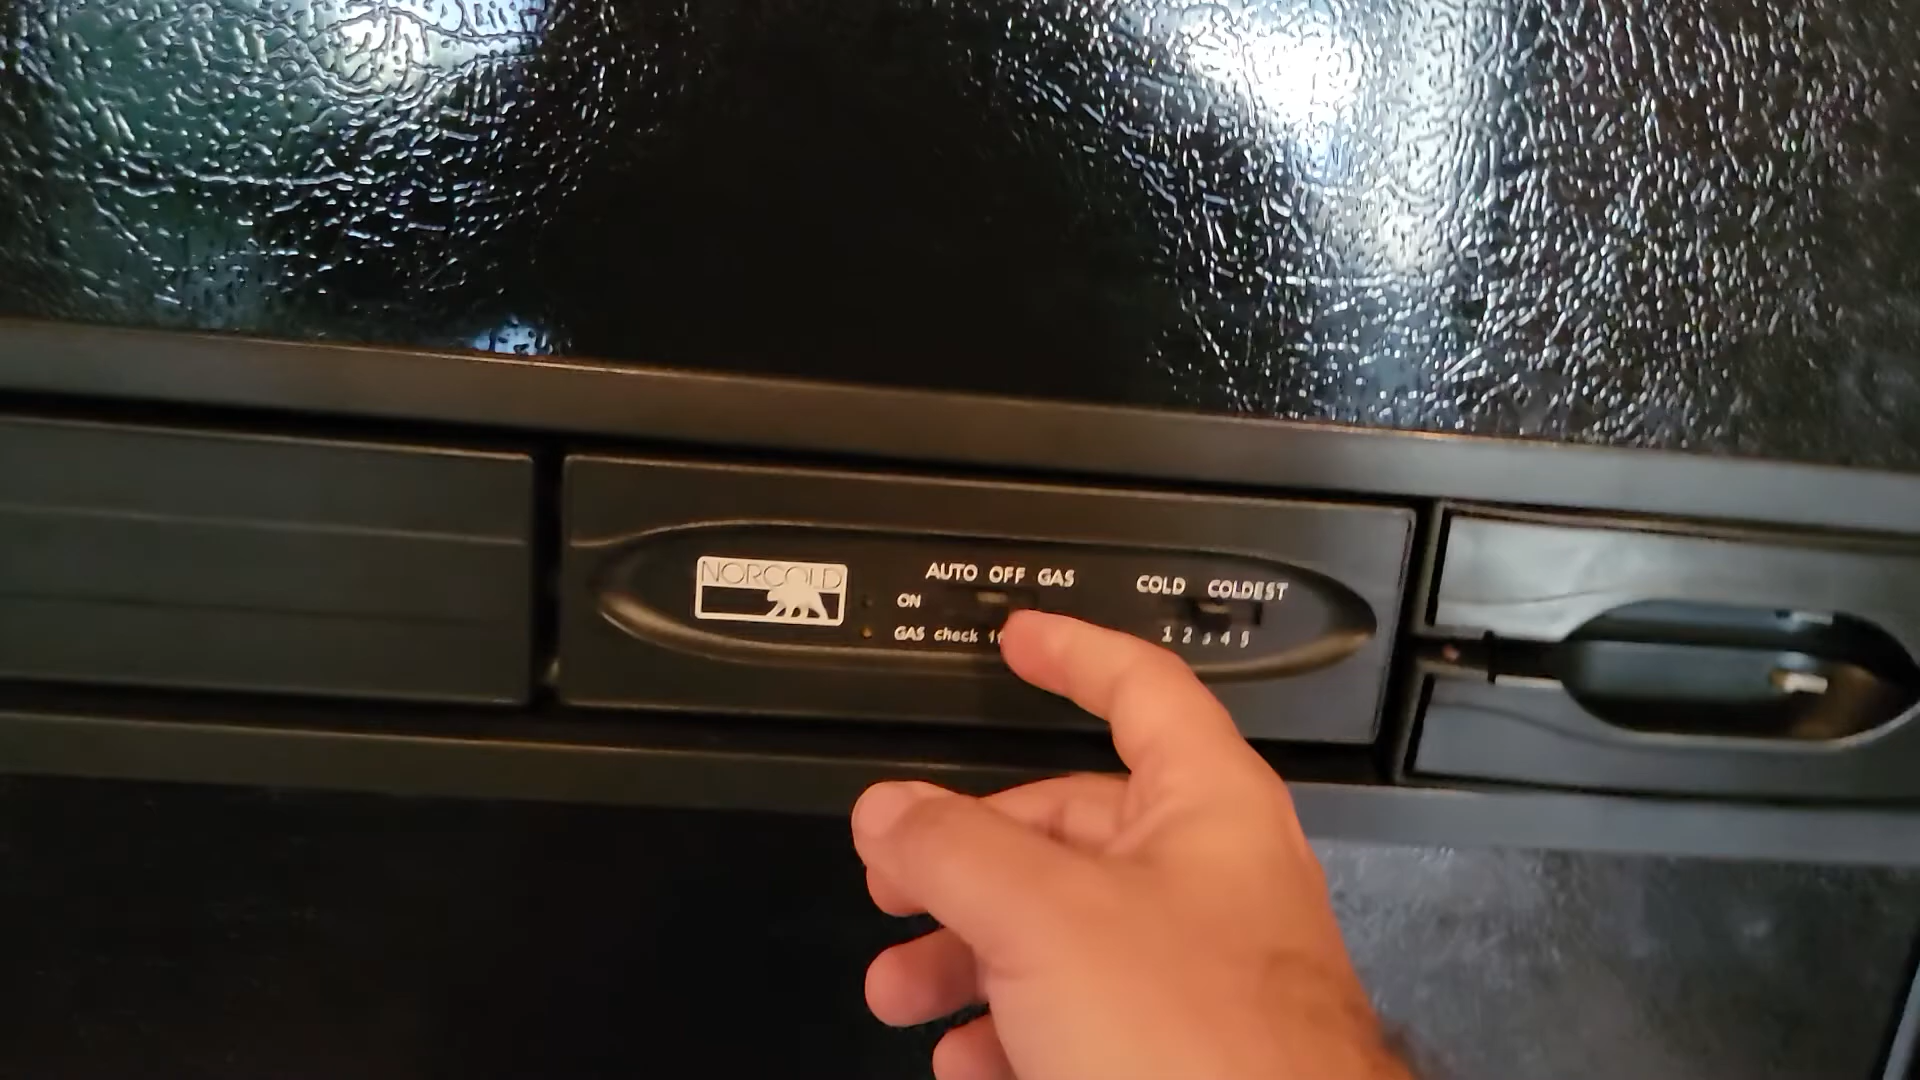 NORCOLD
AUTO OFF GAS
ON
GAS check
COLD COLDEST
1 2 3 4 5